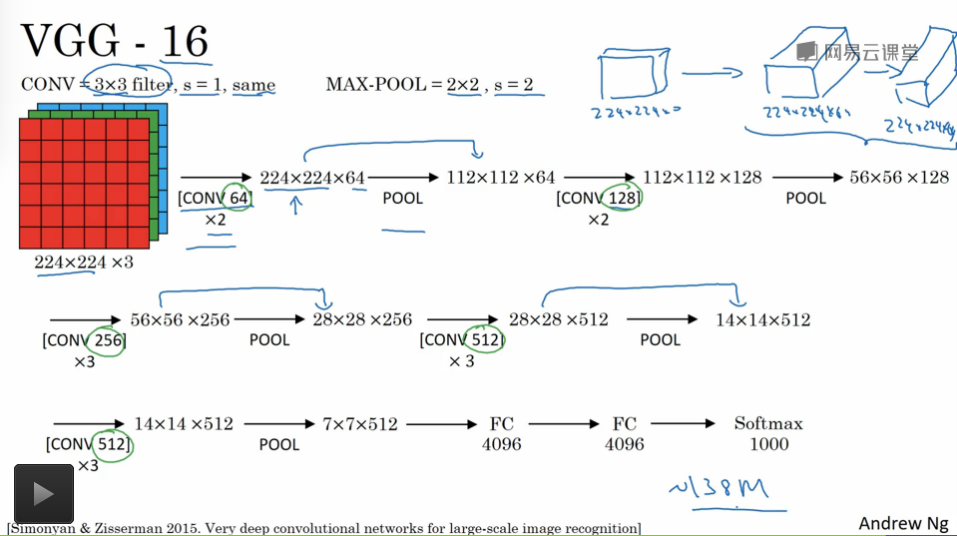 VGG - 16
网易云课堂
CONV = 3×3 filter, s = 1, same
MAX-POOL = 2×2 , s = 2
224×224×3
224×224×64
224×224×64
224×224 ×3
[CONV 64]
×2
224×224×64
POOL
112×112 ×64
[CONV 128]
×2
112×112 ×128
POOL
56×56 ×128
[CONV 256]
×3
56×56 ×256
POOL
28×28 ×256
[CONV 512]
× 3
28×28 ×512
POOL
14×14×512
[CONV 512]
×3
14×14 ×512
POOL
7×7×512
FC
4096
FC
4096
Softmax
1000
~138M
[Simonyan & Zisserman 2015. Very deep convolutional networks for large-scale image recognition]
Andrew Ng